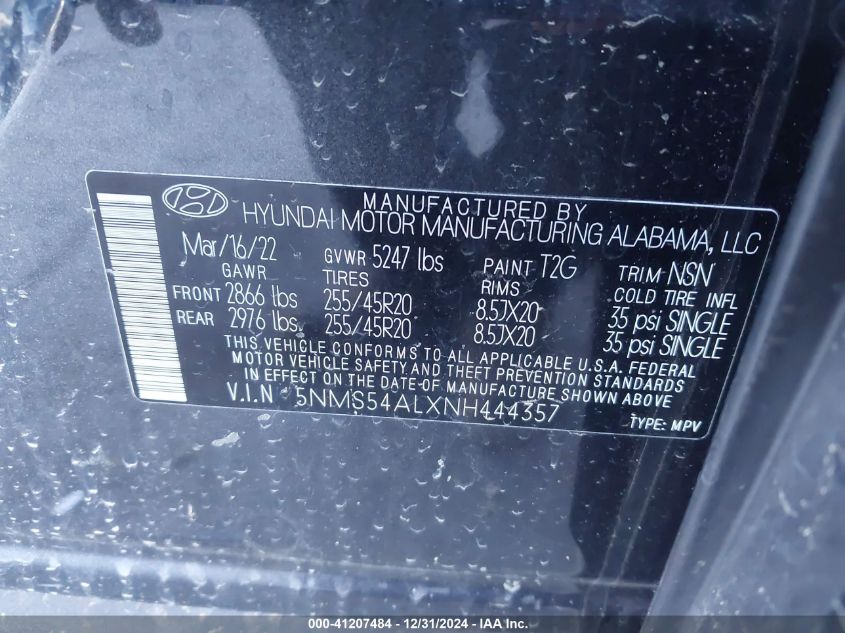 MANUFACTURED BY
HYUNDAI MOTOR MANUFACTURING ALABAMA, LLC
Mar/16/22 GVWR 5247 lbs PAINT T2G TRIM NSN
GAWR TIRES RIMS COLD TIRE INFL
FRONT 2866 lbs 255/45R20 8.5JX20 35 psi SINGLE
REAR 2976 lbs. 255/45R20 8.5JX20 35 psi SINGLE
THIS VEHICLE CONFORMS TO ALL APPLICABLE U.S.A. FEDERAL
MOTOR VEHICLE SAFETY AND THEFT PREVENTION STANDARDS
IN EFFECT ON THE DATE OF MANUFACTURE SHOWN ABOVE
V.I.N 5NMS54ALXNH444357 TYPE: MPV
000-41207484 - 12/31/2024 - IAA Inc.